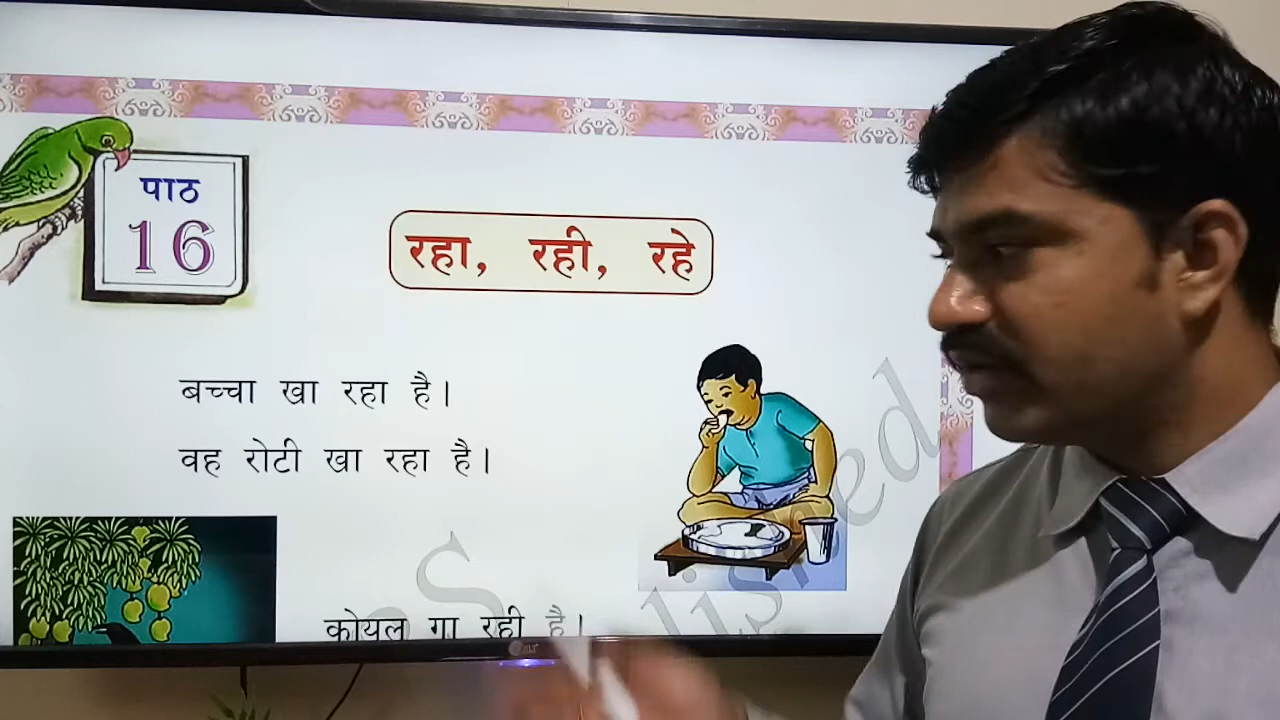 पाठ
16
रहा, रही, रहे
बच्चा खा रहा है।
वह रोटी खा रहा है।
कोयल गा रही है।